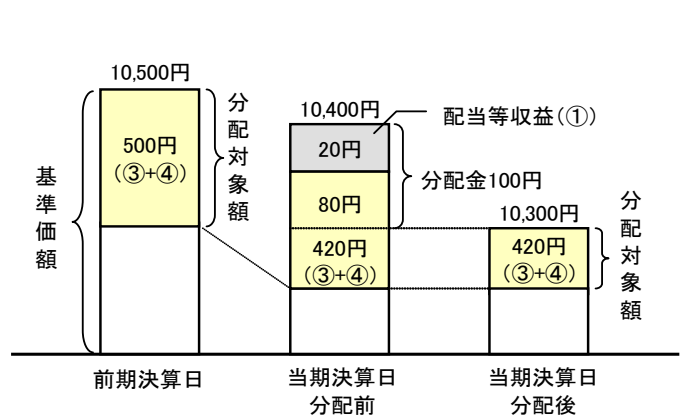 10,500円
500円
(③+④)
分配対象額
基準価額
10,400円
配当等収益(①)
20円
分配金100円
80円
420円
(③+④)
10,300円
420円
(③+④)
分配対象額
前期決算日
当期決算日
分配前
当期決算日
分配後